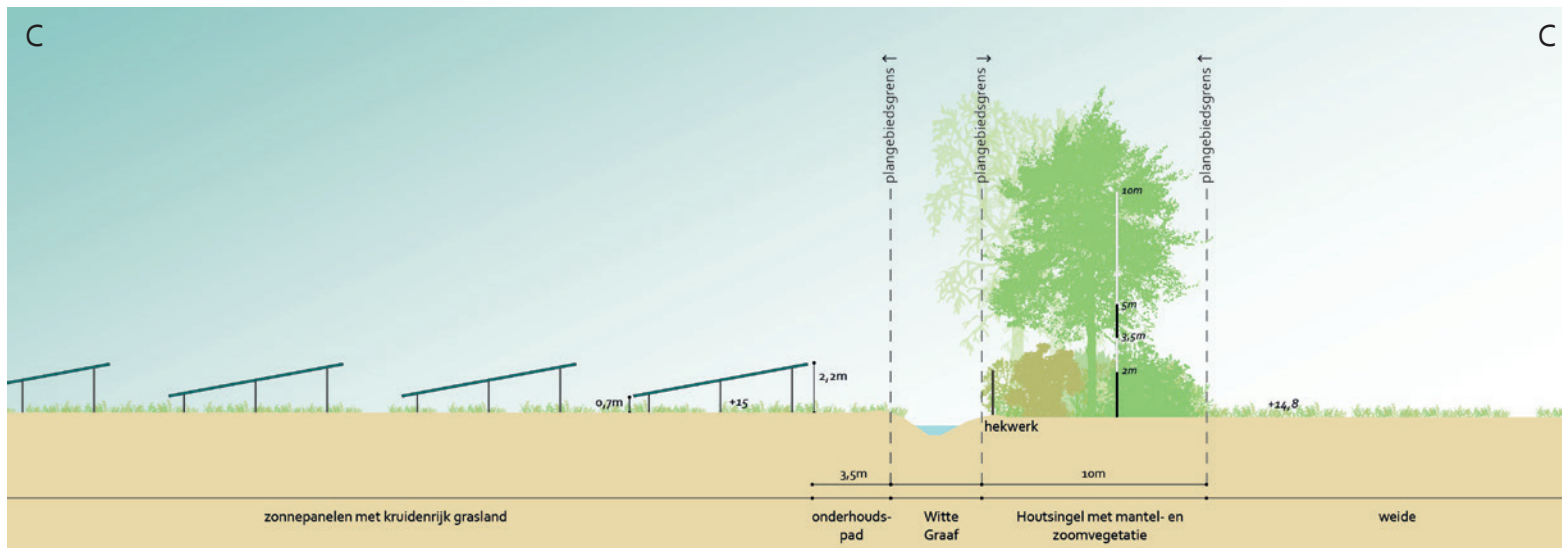 C
C
plangebiedsgrens
plangebiedsgrens
plangebiedsgrens
10m
5m
3,5m
2m
2,2m
0,7m
+15
+14,8
hekwerk
3,5m
10m
zonnepanelen met kruidenrijk grasland
onderhouds-
pad
Witte
Graaf
Houtsingel met mantel- en
zoomvegetatie
weide